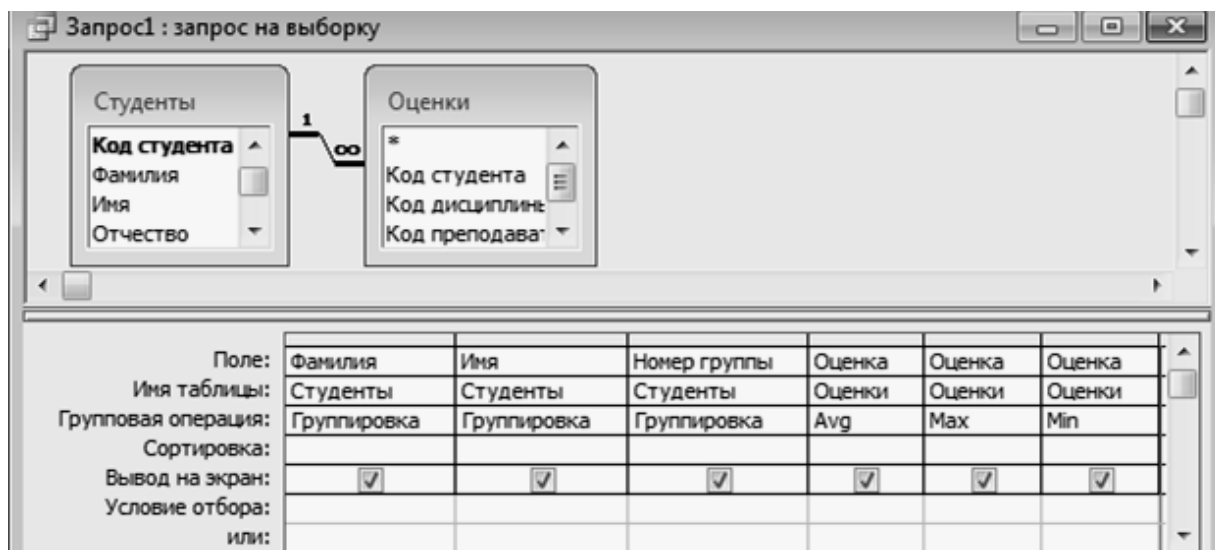 Запрос1 : запрос на выборку
Студенты
Оценки
1
∞
Код студента
Фамилия
Имя
Отчество
*
Код студента
Код дисциплинь
Код преподава
Поле: Фамилия Имя Номер группы Оценка Оценка Оценка
Имя таблицы: Студенты Студенты Студенты Оценки Оценки Оценки
Групповая операция: Группировка Группировка Группировка Avg Max Min
Сортировка:
Вывод на экран:
Условие отбора:
или: